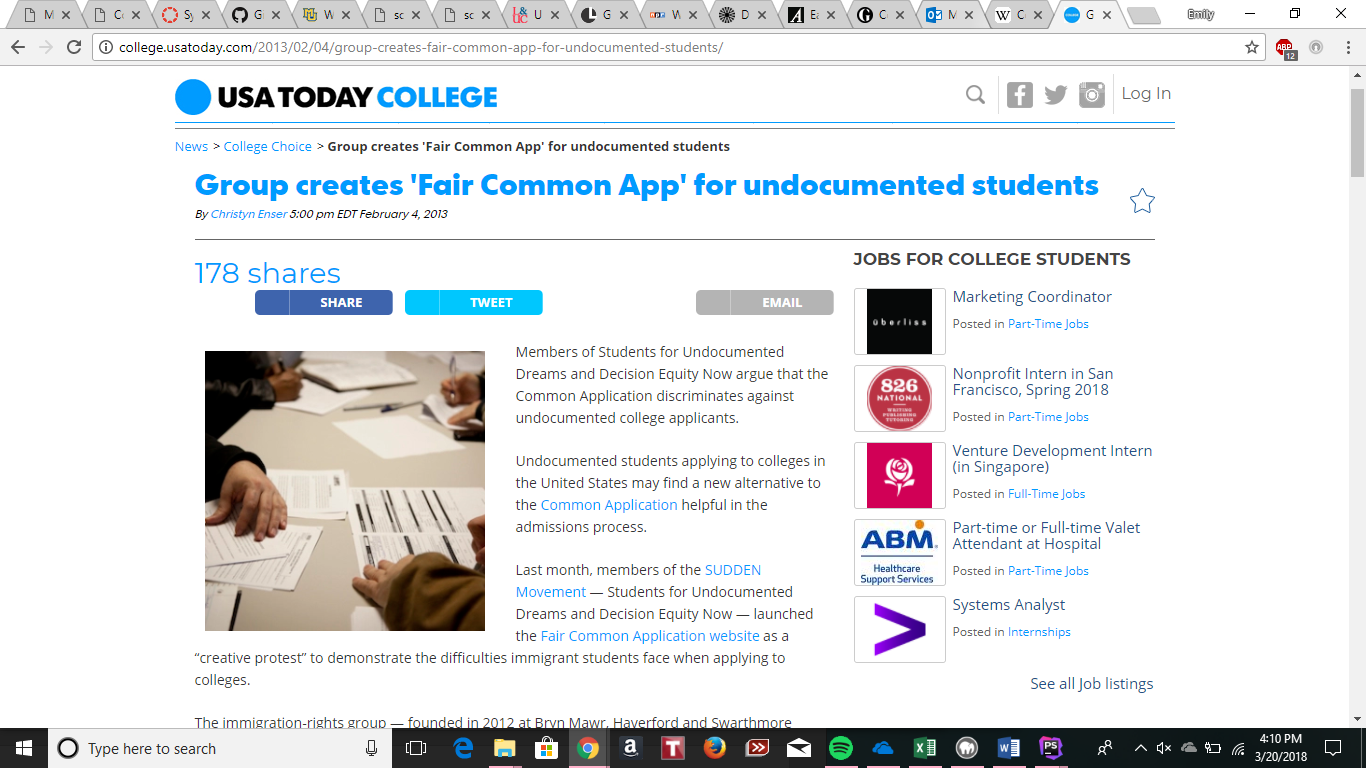 M
Co
Sy
G
W
sc
sc
U
G
W
D
Ea
C
M
C
G
Emily
college.usatoday.com/2013/02/04/group-creates-fair-common-app-for-undocumented-students/
ABP
12
USA TODAY COLLEGE
Log In
News > College Choice > Group creates 'Fair Common App' for undocumented students
Group creates 'Fair Common App' for undocumented students
By Christyn Enser 5:00 pm EDT February 4, 2013
178 shares
SHARE
TWEET
EMAIL
Members of Students for Undocumented
Dreams and Decision Equity Now argue that the
Common Application discriminates against
undocumented college applicants.
Undocumented students applying to colleges in
the United States may find a new alternative to
the Common Application helpful in the
admissions process.
Last month, members of the SUDDEN
Movement — Students for Undocumented
Dreams and Decision Equity Now — launched
the Fair Common Application website as a
“creative protest” to demonstrate the difficulties immigrant students face when applying to
colleges.
The immigration-rights group — founded in 2012 at Bryn Mawr, Haverford and Swarthmore
JOBS FOR COLLEGE STUDENTS
überliss
Marketing Coordinator
Posted in Part-Time Jobs
826
NATIONAL
WRITING
PUBLISHING
TUTORING
Nonprofit Intern in San
Francisco, Spring 2018
Posted in Part-Time Jobs
Venture Development Intern
(in Singapore)
Posted in Full-Time Jobs
ABM
Healthcare
Support Services
Part-time or Full-time Valet
Attendant at Hospital
Posted in Part-Time Jobs
Systems Analyst
Posted in Internships
See all Job listings
Type here to search
4:10 PM
3/20/2018